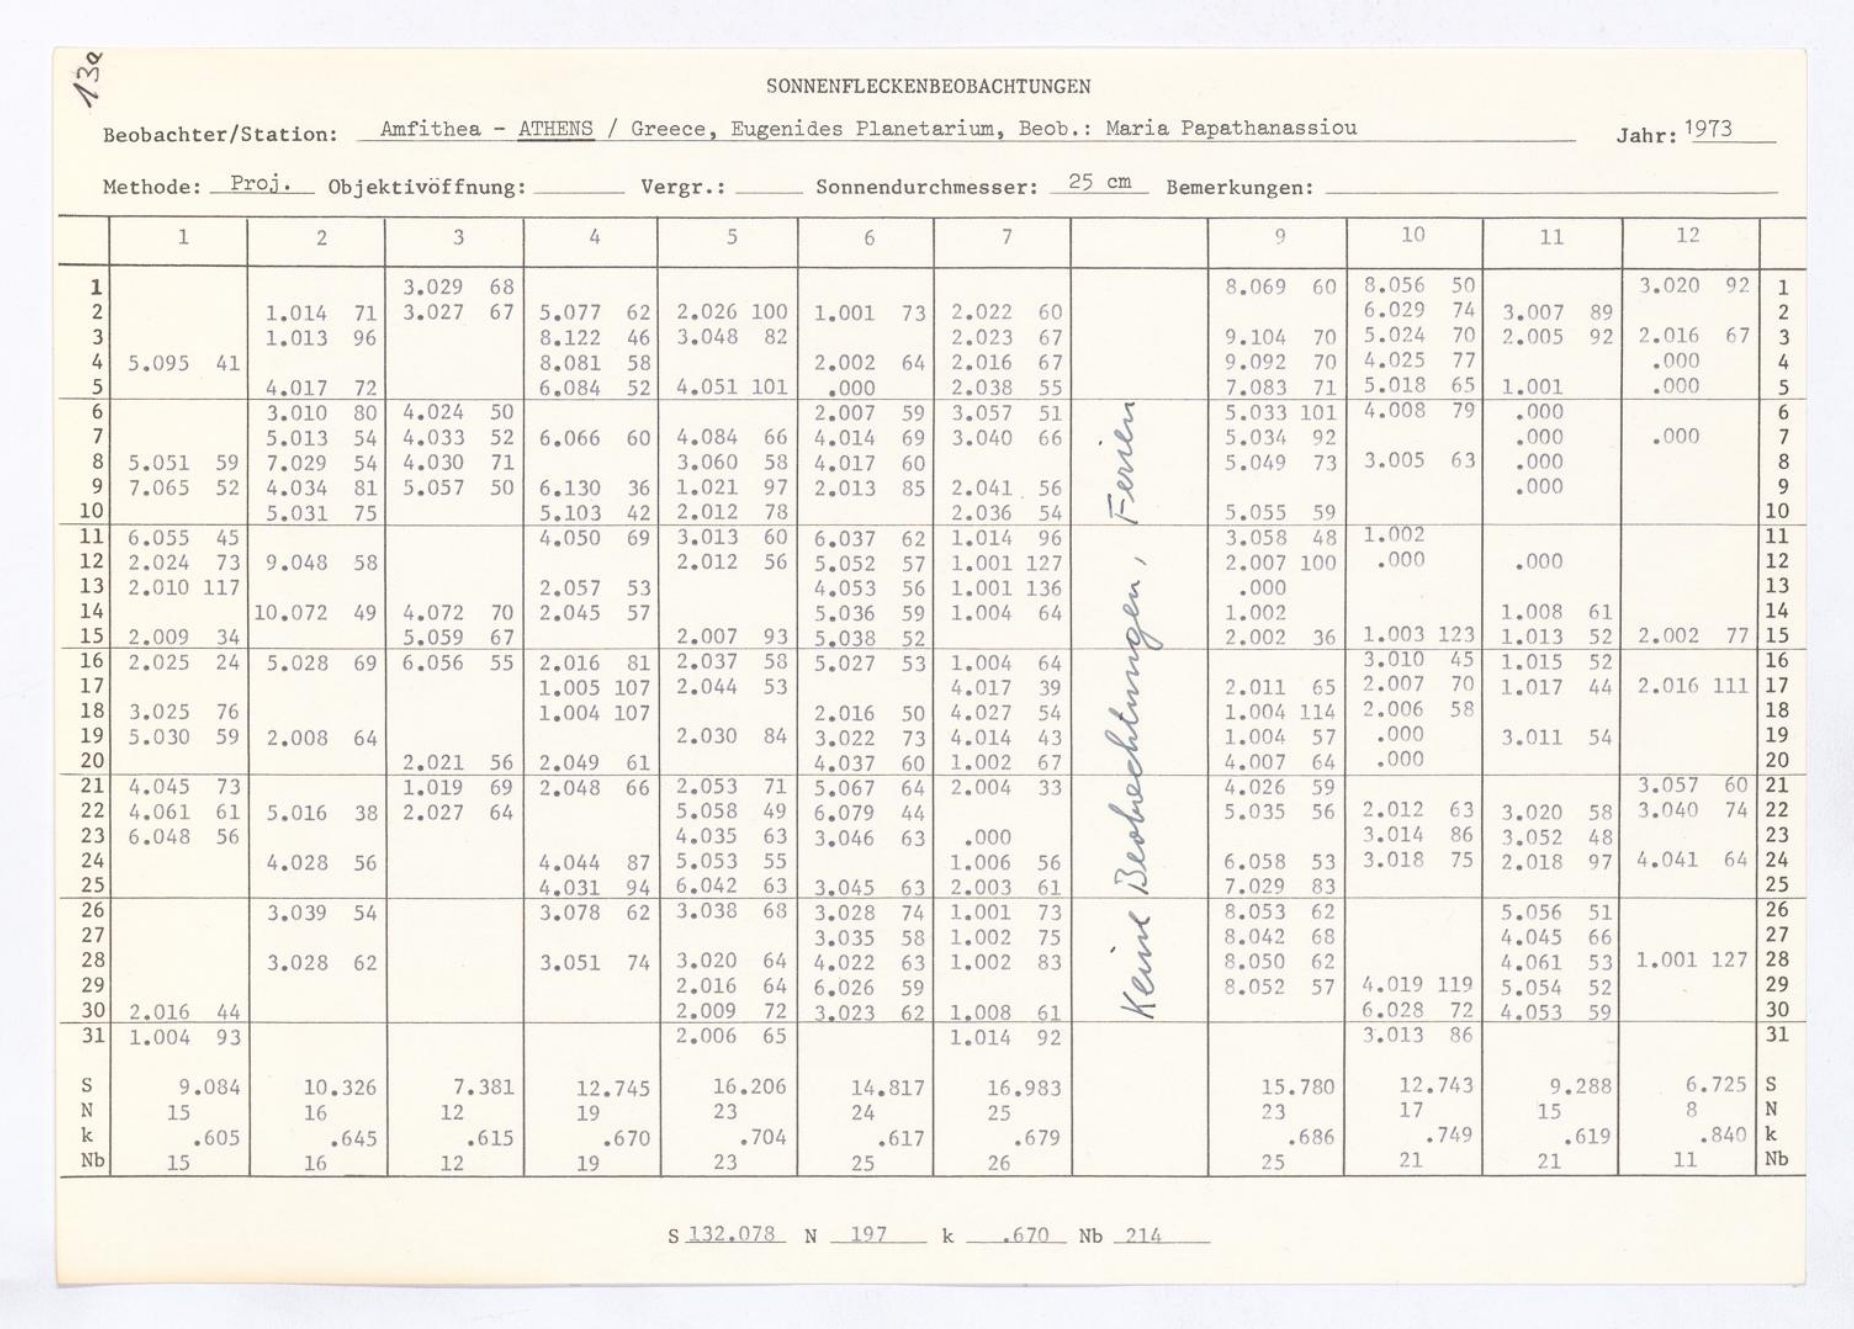 13a
SONNENFLECKENBEOBACHTUNGEN
Beobachter/Station: Amfithea - ATHENS / Greece, Eugenides Planetarium, Beob.: Maria Papathanassiou Jahr: 1973
Methode: Proj. Objektivöffnung: Vergr.: Sonnendurchmesser: 25 cm Bemerkungen:
1 2 3 4 5 6 7 9 10 11 12
1 3.029 68 8.069 60 8.056 50 3.020 92 1
2 1.014 71 3.027 67 5.077 62 2.026 100 1.001 73 2.022 60 6.029 74 3.007 89 2
3 1.013 96 8.122 46 3.048 82 2.023 67 9.104 70 5.024 70 2.005 92 2.016 67 3
4 5.095 41 8.081 58 2.002 64 2.016 67 9.092 70 4.025 77 .000 4
5 4.017 72 6.084 52 4.051 101 .000 2.038 55 7.083 71 5.018 65 1.001 .000 5
6 3.010 80 4.024 50 2.007 59 3.057 51 5.033 101 4.008 79 .000 6
7 5.013 54 4.033 52 6.066 60 4.084 66 4.014 69 3.040 66 5.034 92 .000 .000 7
8 5.051 59 7.029 54 4.030 71 3.060 58 4.017 60 5.049 73 3.005 63 .000 8
9 7.065 52 4.034 81 5.057 50 6.130 36 1.021 97 2.013 85 2.041 56 .000 9
10 5.031 75 5.103 42 2.012 78 2.036 54 5.055 59 10
11 6.055 45 4.050 69 3.013 60 6.037 62 1.014 96 3.058 48 1.002 11
12 2.024 73 9.048 58 2.012 56 5.052 57 1.001 127 2.007 100 .000 .000 12
13 2.010 117 2.057 53 4.053 56 1.001 136 .000 13
14 10.072 49 4.072 70 2.045 57 5.036 59 1.004 64 1.002 1.008 61 14
15 2.009 34 5.059 67 2.007 93 5.038 52 2.002 36 1.003 123 1.013 52 2.002 77 15
16 2.025 24 5.028 69 6.056 55 2.016 81 2.037 58 5.027 53 1.004 64 3.010 45 1.015 52 16
17 1.005 107 2.044 53 4.017 39 2.011 65 2.007 70 1.017 44 2.016 111 17
18 3.025 76 1.004 107 2.016 50 4.027 54 1.004 114 2.006 58 18
19 5.030 59 2.008 64 2.030 84 3.022 73 4.014 43 1.004 57 .000 3.011 54 19
20 2.021 56 2.049 61 4.037 60 1.002 67 4.007 64 .000 20
21 4.045 73 1.019 69 2.048 66 2.053 71 5.067 64 2.004 33 4.026 59 3.057 60 21
22 4.061 61 5.016 38 2.027 64 5.058 49 6.079 44 5.035 56 2.012 63 3.020 58 3.040 74 22
23 6.048 56 4.035 63 3.046 63 .000 3.014 86 3.052 48 23
24 4.028 56 4.044 87 5.053 55 1.006 56 6.058 53 3.018 75 2.018 97 4.041 64 24
25 4.031 94 6.042 63 3.045 63 2.003 61 7.029 83 25
26 3.039 54 3.078 62 3.038 68 3.028 74 1.001 73 8.053 62 5.056 51 26
27 3.035 58 1.002 75 8.042 68 4.045 66 27
28 3.028 62 3.051 74 3.020 64 4.022 63 1.002 83 8.050 62 4.061 53 1.001 127 28
29 2.016 64 6.026 59 8.052 57 4.019 119 5.054 52 29
30 2.016 44 2.009 72 3.023 62 1.008 61 6.028 72 4.053 59 30
31 1.004 93 2.006 65 1.014 92 3.013 86 31
Keine Beobachtungen, Ferien
S 9.084 10.326 7.381 12.745 16.206 14.817 16.983 15.780 12.743 9.288 6.725 S
N 15 16 12 19 23 24 25 23 17 15 8 N
k .605 .645 .615 .670 .704 .617 .679 .686 .749 .619 .840 k
Nb 15 16 12 19 23 25 26 25 21 21 11 Nb
S 132.078 N 197 k .670 Nb 214